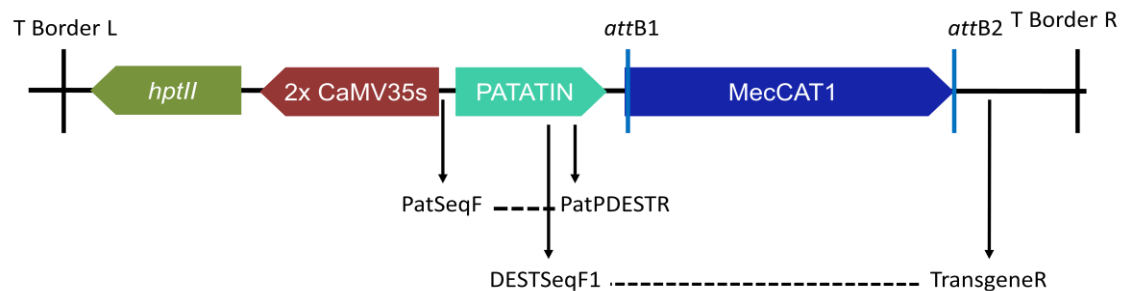 T Border L
attB1
attB2
T Border R
hptII
2x CaMV35s
PATATIN
MecCAT1
PatSeqF
PatPDESTR
DESTSeqF1
TransgeneR